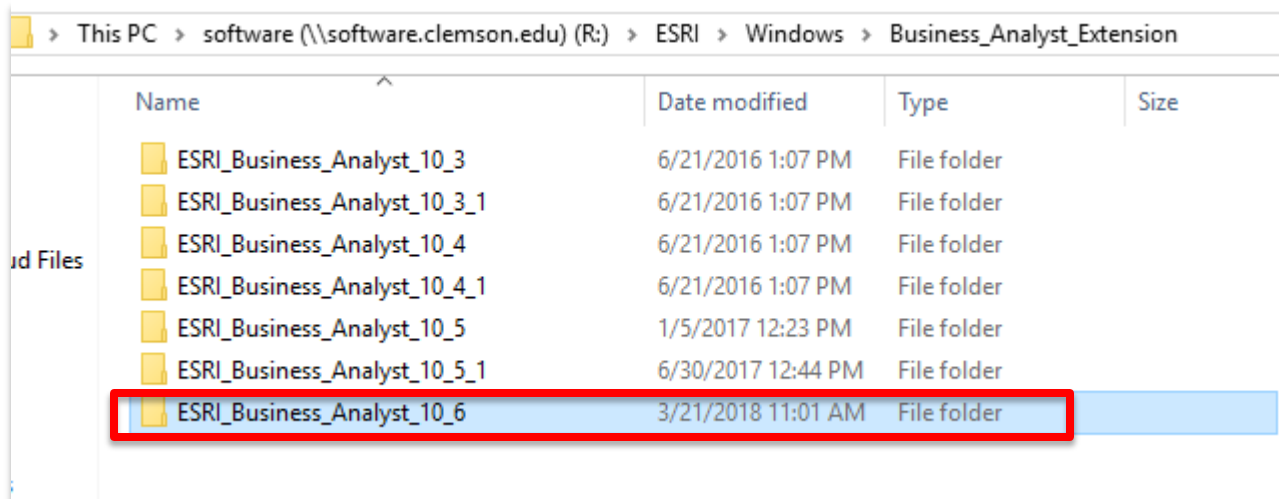 This PC > software (\\software.clemson.edu) (R:) > ESRI > Windows > Business_Analyst_Extension
Name Date modified Type Size
ESRI_Business_Analyst_10_3 6/21/2016 1:07 PM File folder
ESRI_Business_Analyst_10_3_1 6/21/2016 1:07 PM File folder
ESRI_Business_Analyst_10_4 6/21/2016 1:07 PM File folder
ud Files
ESRI_Business_Analyst_10_4_1 6/21/2016 1:07 PM File folder
ESRI_Business_Analyst_10_5 1/5/2017 12:23 PM File folder
ESRI_Business_Analyst_10_5_1 6/30/2017 12:44 PM File folder
ESRI_Business_Analyst_10_6 3/21/2018 11:01 AM File folder